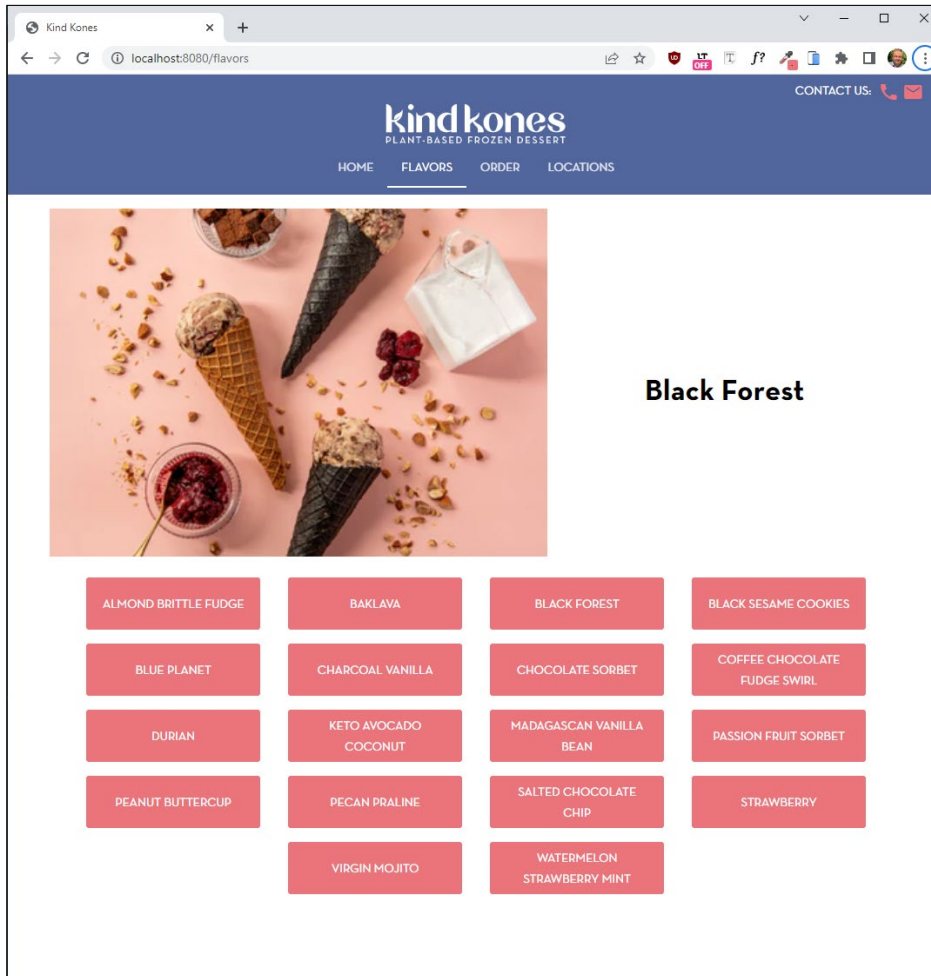 Kind Kones
localhost:8080/flavors
LT
OFF
T
f?
CONTACT US:
kind kones
PLANT-BASED FROZEN DESSERT
HOME FLAVORS ORDER LOCATIONS
Black Forest
ALMOND BRITTLE FUDGE
BAKLAVA
BLACK FOREST
BLACK SESAME COOKIES
BLUE PLANET
CHARCOAL VANILLA
CHOCOLATE SORBET
COFFEE CHOCOLATE
FUDGE SWIRL
DURIAN
KETO AVOCADO
COCONUT
MADAGASCAN VANILLA
BEAN
PASSION FRUIT SORBET
PEANUT BUTTERCUP
PECAN PRALINE
SALTED CHOCOLATE
CHIP
STRAWBERRY
VIRGIN MOJITO
WATERMELON
STRAWBERRY MINT